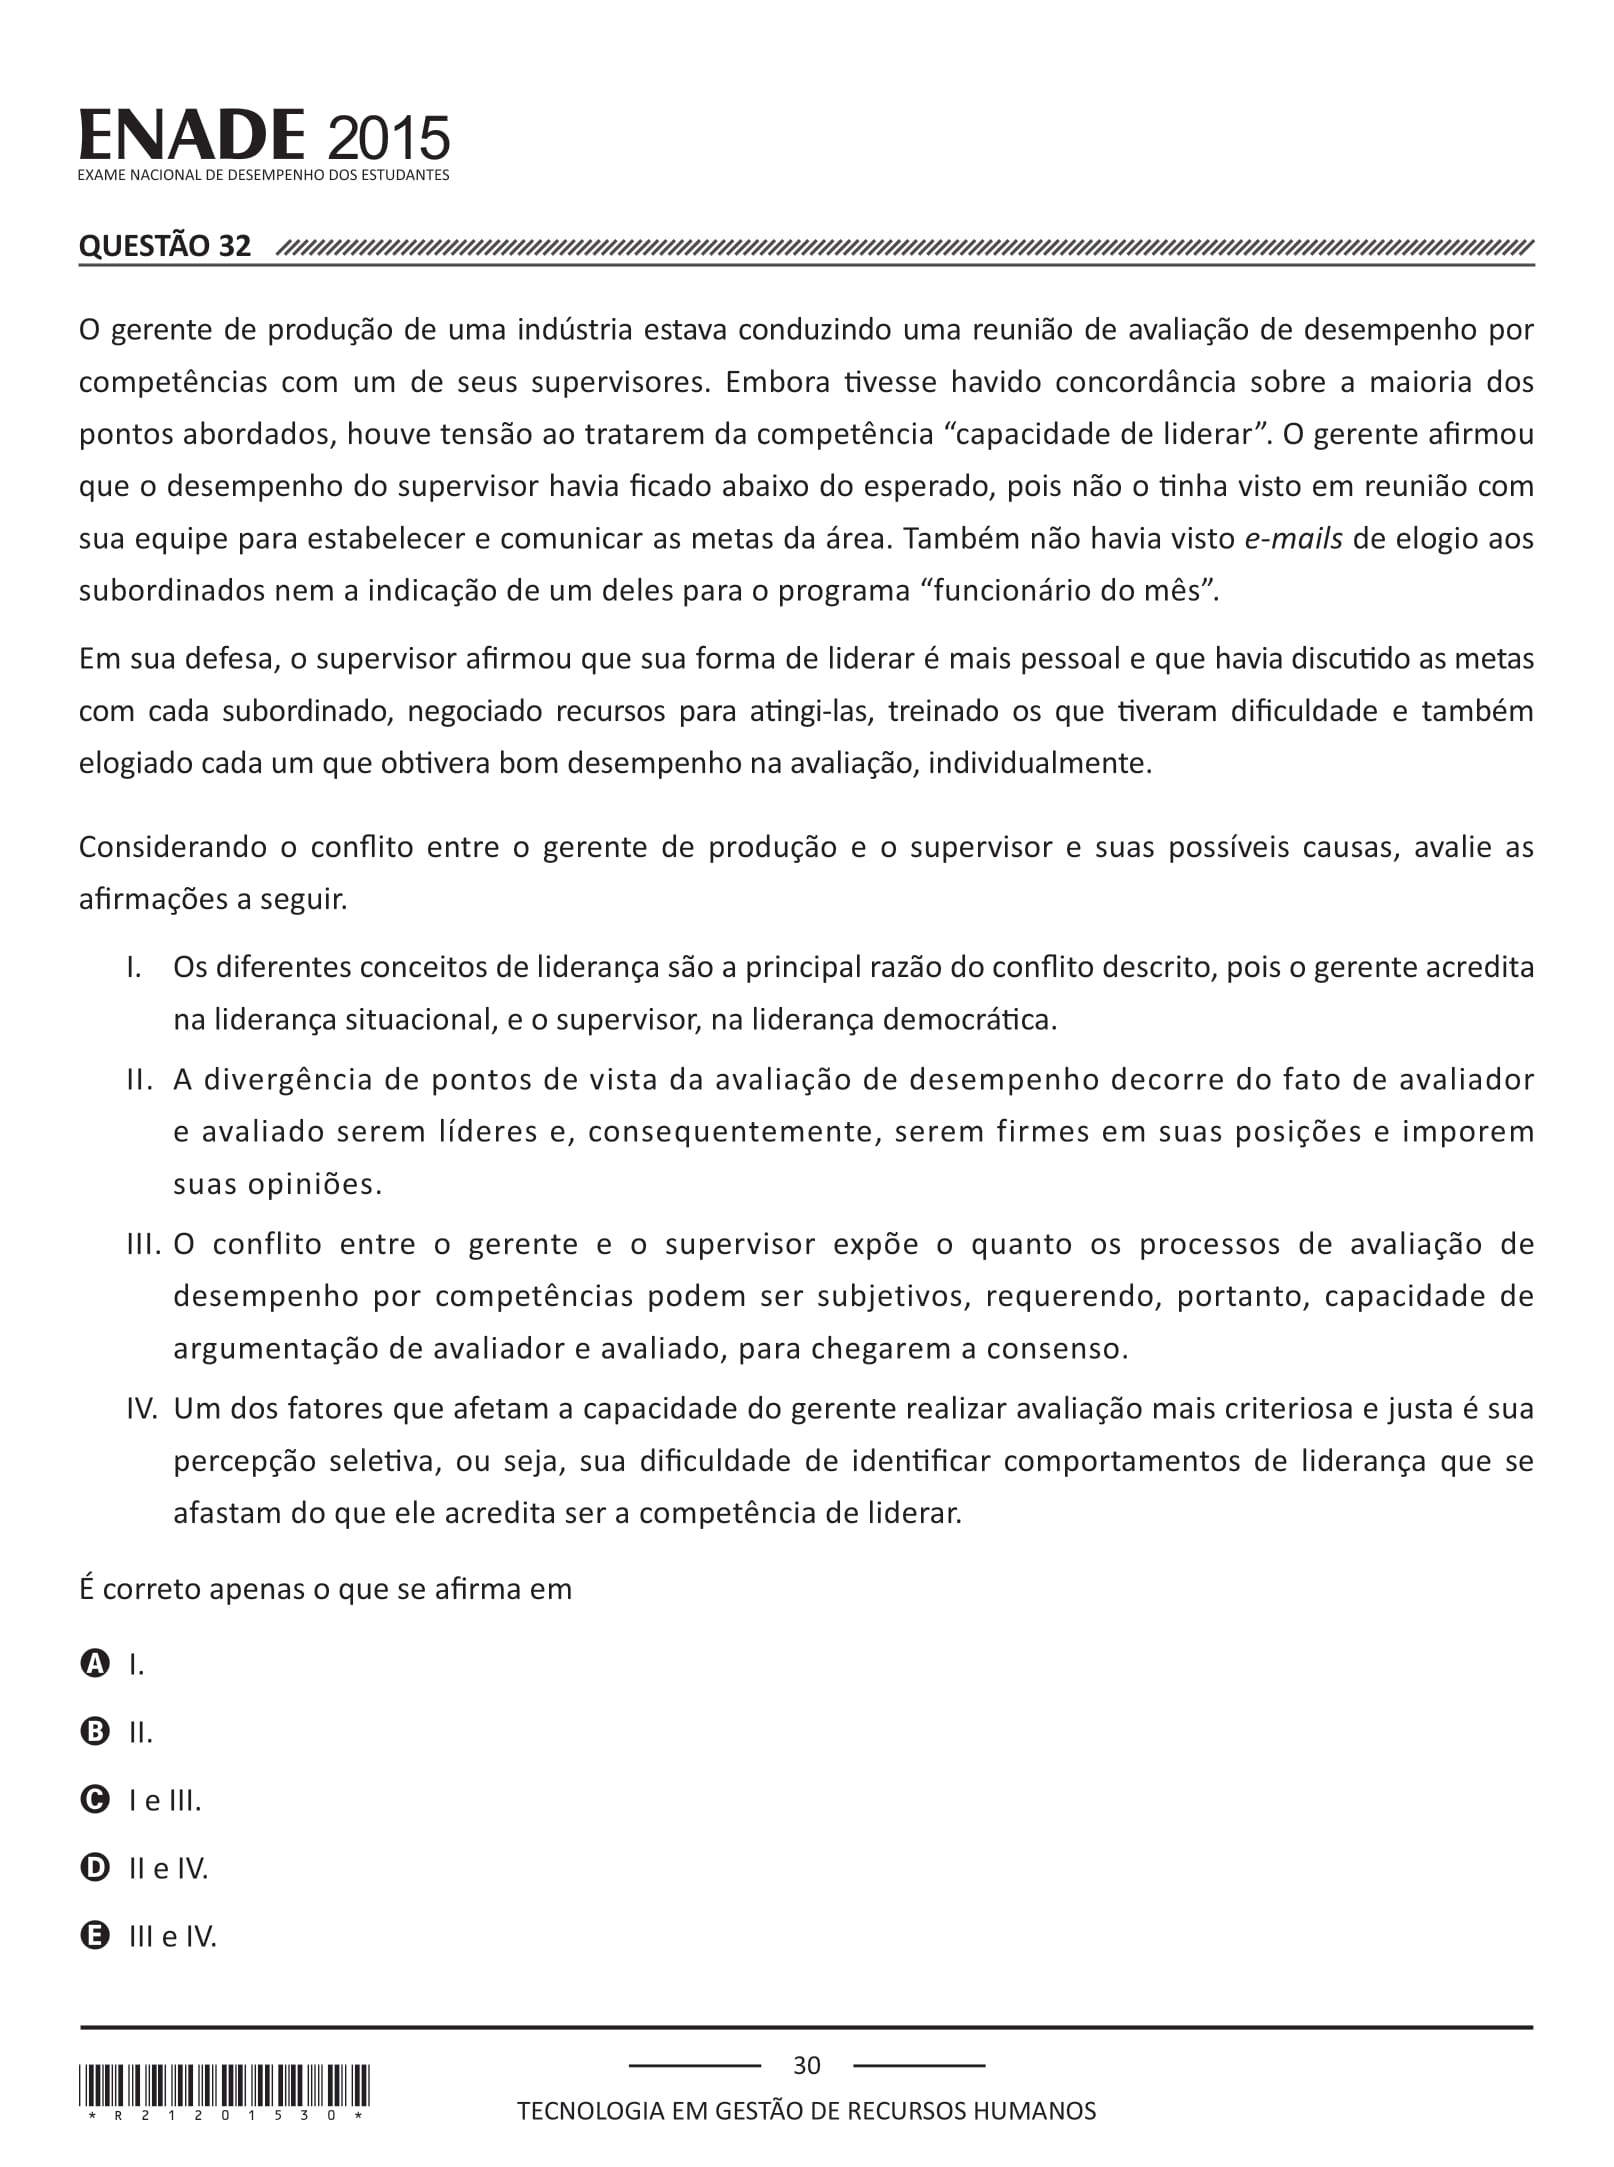 ENADE 2015
EXAME NACIONAL DE DESEMPENHO DOS ESTUDANTES
QUESTÃO 32
O gerente de produção de uma indústria estava conduzindo uma reunião de avaliação de desempenho por
competências com um de seus supervisores. Embora tivesse havido concordância sobre a maioria dos
pontos abordados, houve tensão ao tratarem da competência “capacidade de liderar”. O gerente afirmou
que o desempenho do supervisor havia ficado abaixo do esperado, pois não o tinha visto em reunião com
sua equipe para estabelecer e comunicar as metas da área. Também não havia visto e-mails de elogio aos
subordinados nem a indicação de um deles para o programa “funcionário do mês”.
Em sua defesa, o supervisor afirmou que sua forma de liderar é mais pessoal e que havia discutido as metas
com cada subordinado, negociado recursos para atingi-las, treinado os que tiveram dificuldade e também
elogiado cada um que obtivera bom desempenho na avaliação, individualmente.
Considerando o conflito entre o gerente de produção e o supervisor e suas possíveis causas, avalie as
afirmações a seguir.
I. Os diferentes conceitos de liderança são a principal razão do conflito descrito, pois o gerente acredita
na liderança situacional, e o supervisor, na liderança democrática.
II. A divergência de pontos de vista da avaliação de desempenho decorre do fato de avaliador
e avaliado serem líderes e, consequentemente, serem firmes em suas posições e imporem
suas opiniões.
III. O conflito entre o gerente e o supervisor expõe o quanto os processos de avaliação de
desempenho por competências podem ser subjetivos, requerendo, portanto, capacidade de
argumentação de avaliador e avaliado, para chegarem a consenso.
IV. Um dos fatores que afetam a capacidade do gerente realizar avaliação mais criteriosa e justa é sua
percepção seletiva, ou seja, sua dificuldade de identificar comportamentos de liderança que se
afastam do que ele acredita ser a competência de liderar.
É correto apenas o que se afirma em
A I.
B II.
C I e III.
D II e IV.
E III e IV.
30
TECNOLOGIA EM GESTÃO DE RECURSOS HUMANOS
*R21201530*